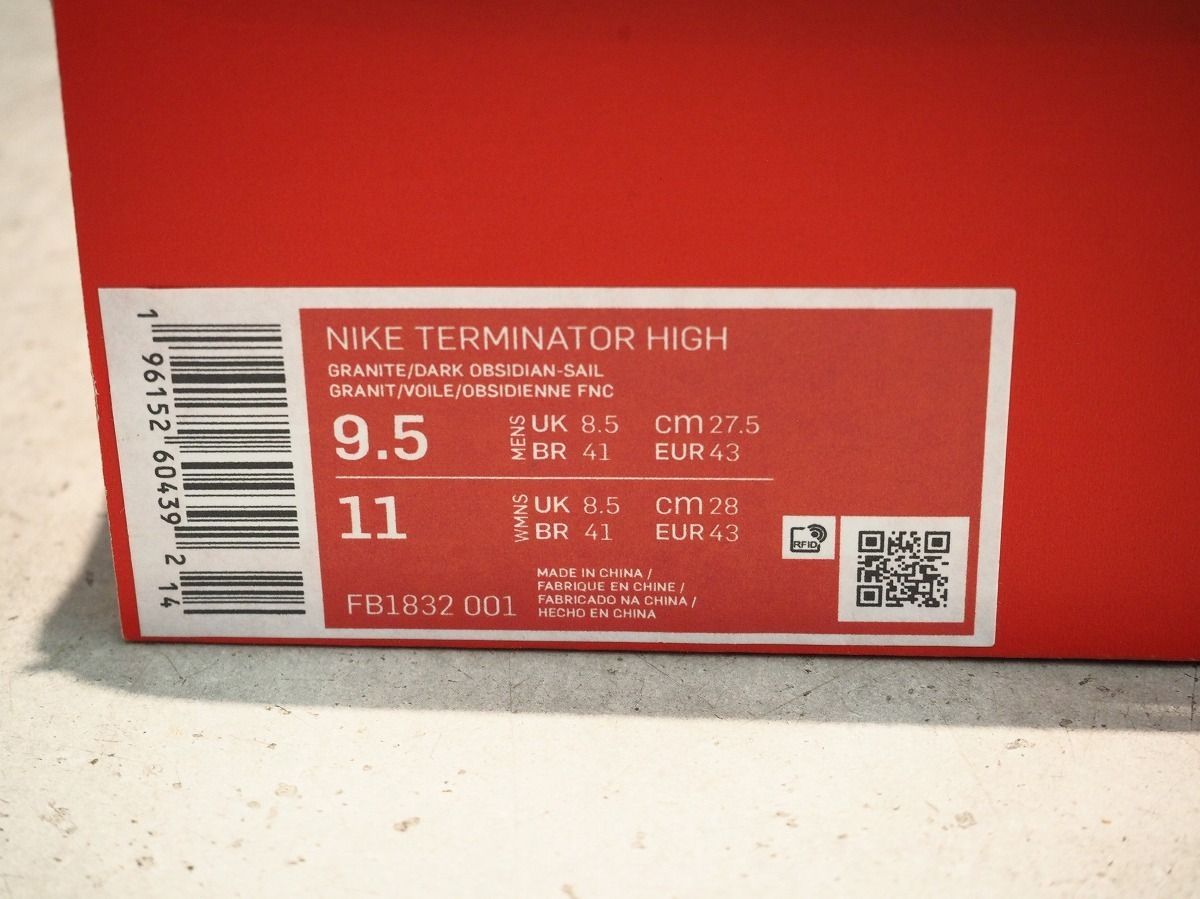 1 96152 60439 2 14
NIKE TERMINATOR HIGH
GRANITE/DARK OBSIDIAN-SAIL
GRANIT/VOILE/OBSIDIENNE FNC
9.5 MENS UK 8.5 cm 27.5
BR 41 EUR 43
11 WMNS UK 8.5 cm 28
BR 41 EUR 43
RFID
FB1832 001
MADE IN CHINA /
FABRIQUE EN CHINE /
FABRICADO NA CHINA /
HECHO EN CHINA